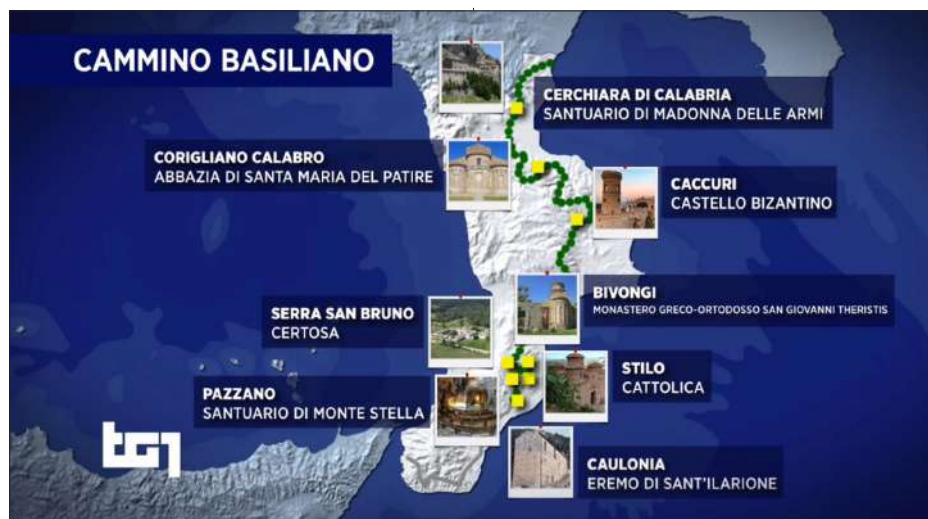 CAMMINO BASILIANO
CERCHIARA DI CALABRIA
SANTUARIO DI MADONNA DELLE ARMI
CORIGLIANO CALABRO
ABBAZIA DI SANTA MARIA DEL PATIRE
CACCURI
CASTELLO BIZANTINO
BIVONGI
MONASTERO GRECO-ORTODOSSO SAN GIOVANNI THERISTIS
SERRA SAN BRUNO
CERTOSA
STILO
CATTOLICA
PAZZANO
SANTUARIO DI MONTE STELLA
tg1
CAULONIA
EREMO DI SANT'ILARIONE